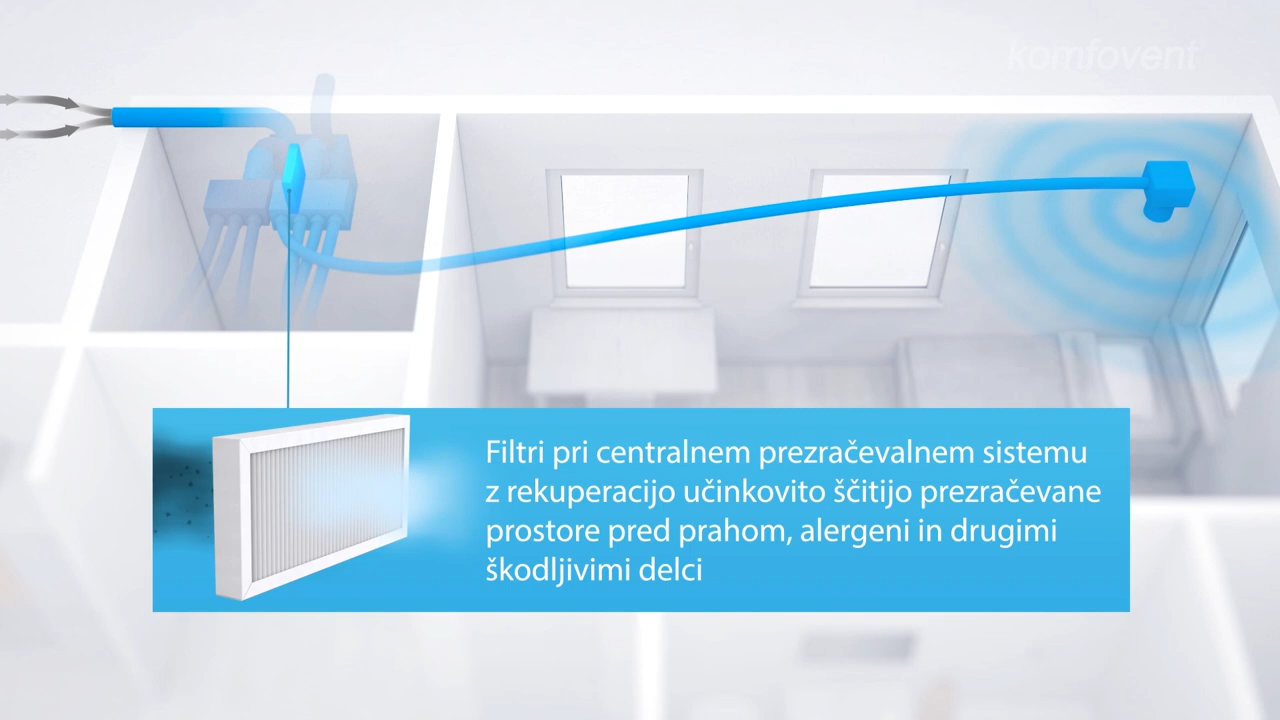 komfovent
Filtri pri centralnem prezračevalnem sistemu
z rekuperacijo učinkovito ščitijo prezračevane
prostore pred prahom, alergeni in drugimi
škodljivimi delci